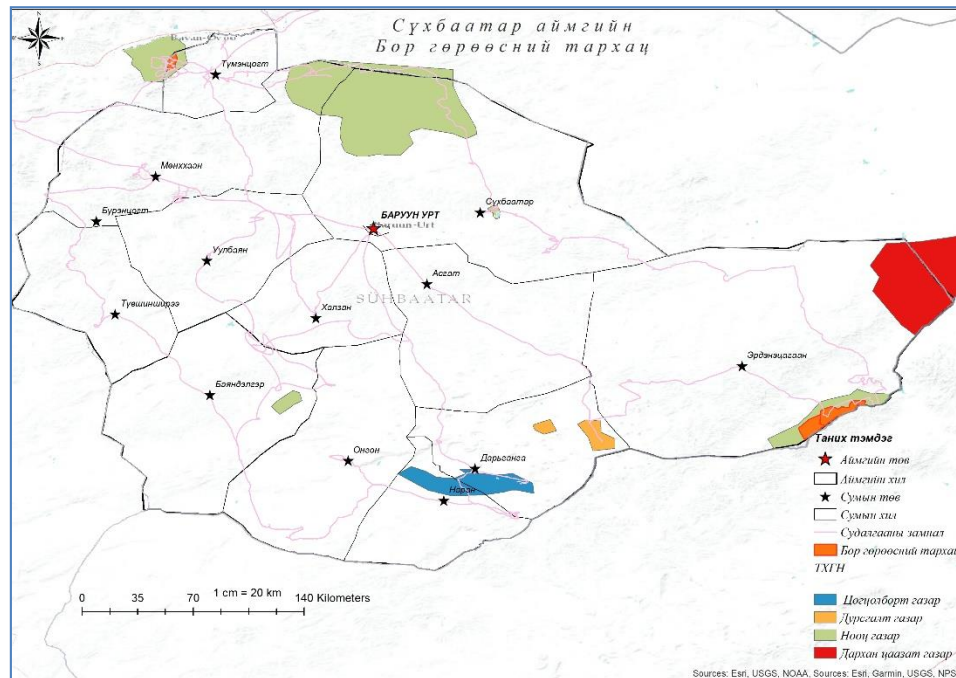 Сүхбаатар аймгийн
Бор гөрөөсний тархац
Түмэнцогт
Мөнххаан
Бүрэнцогт
Сүхбаатар
БАРУУН УРТ
Baruun-Urt
Уулбаян
Асгат
Түвшинширээ
SÜHBAATAR
Халзан
Эрдэнэцагаан
Баяндэлгэр
Онгон
Дарьганга
Наран
Таних тэмдэг
Аймгийн төв
Аймгийн хил
Сумын төв
Сумын хил
Судалгааны замнал
Бор гөрөөсний тархац
ТХГН
Цогцолборт газар
Дурсгалт газар
Нөөц газар
Дархан цаазат газар
1 cm = 20 km
0 35 70 140 Kilometers
Sources: Esri, USGS, NOAA, Sources: Esri, Garmin, USGS, NPS